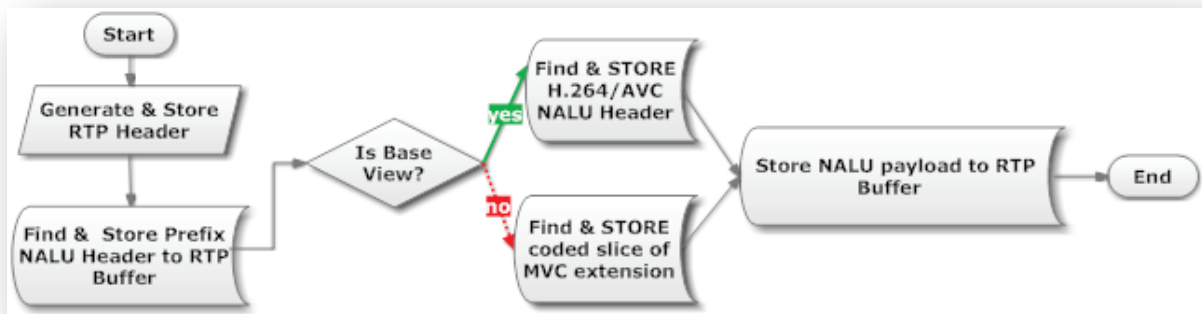 Start
Generate & Store
RTP Header
Find & Store Prefix
NALU Header to RTP
Buffer
Is Base
View?
yes
no
Find & STORE
H.264/AVC
NALU Header
Find & STORE
coded slice of
MVC extension
Store NALU payload to RTP
Buffer
End